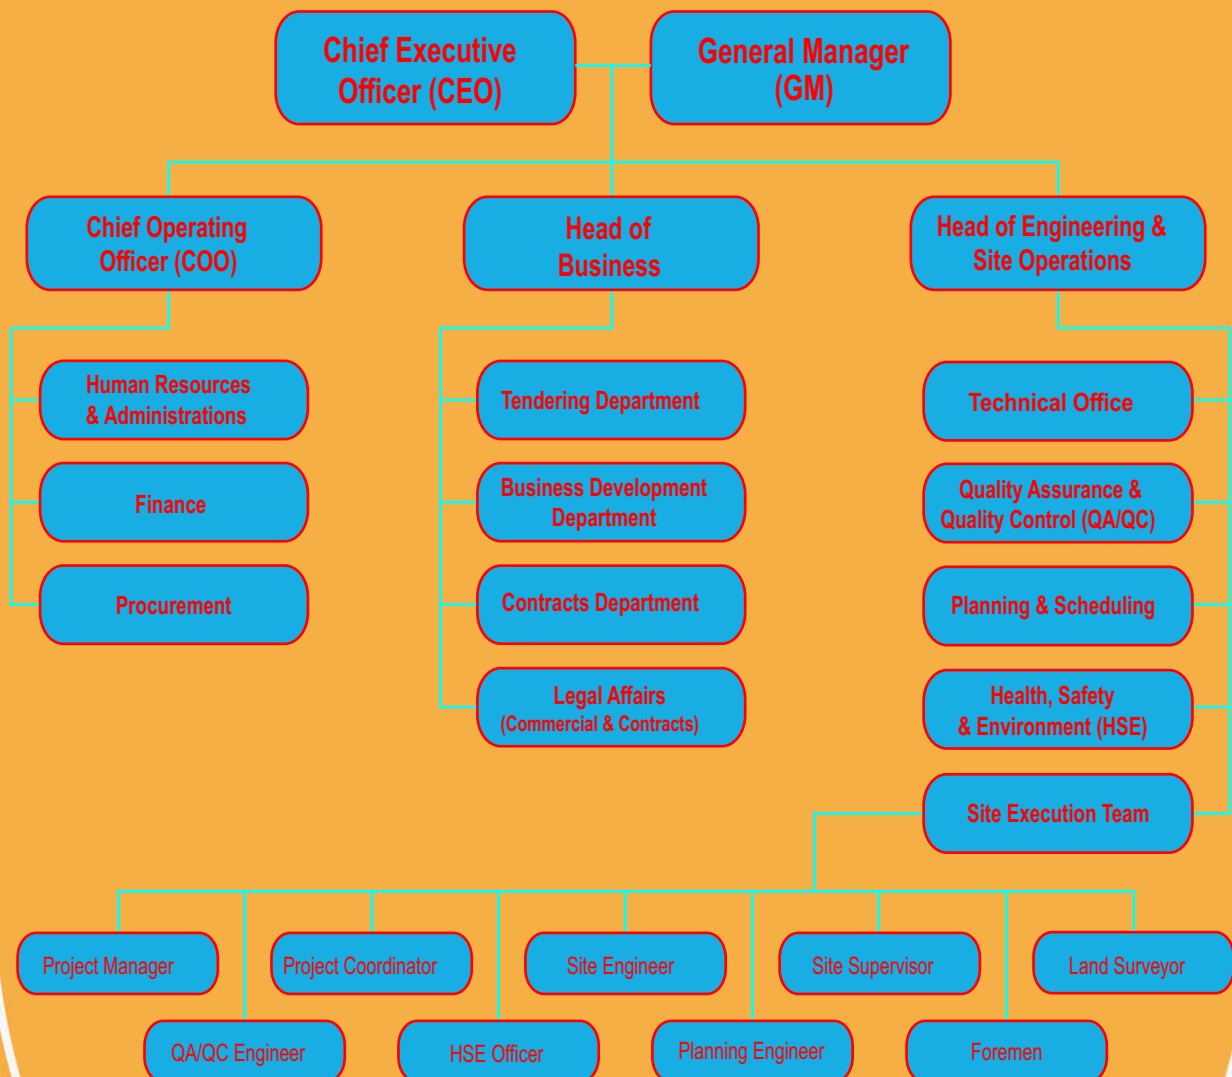 Chief Executive
Officer (CEO)
General Manager
(GM)
Chief Operating
Officer (COO)
Head of
Business
Head of Engineering &
Site Operations
Human Resources
& Administrations
Finance
Procurement
Tendering Department
Business Development
Department
Contracts Department
Legal Affairs
(Commercial & Contracts)
Technical Office
Quality Assurance &
Quality Control (QA/QC)
Planning & Scheduling
Health, Safety
& Environment (HSE)
Site Execution Team
Project Manager
Project Coordinator
Site Engineer
Site Supervisor
Land Surveyor
QA/QC Engineer
HSE Officer
Planning Engineer
Foremen